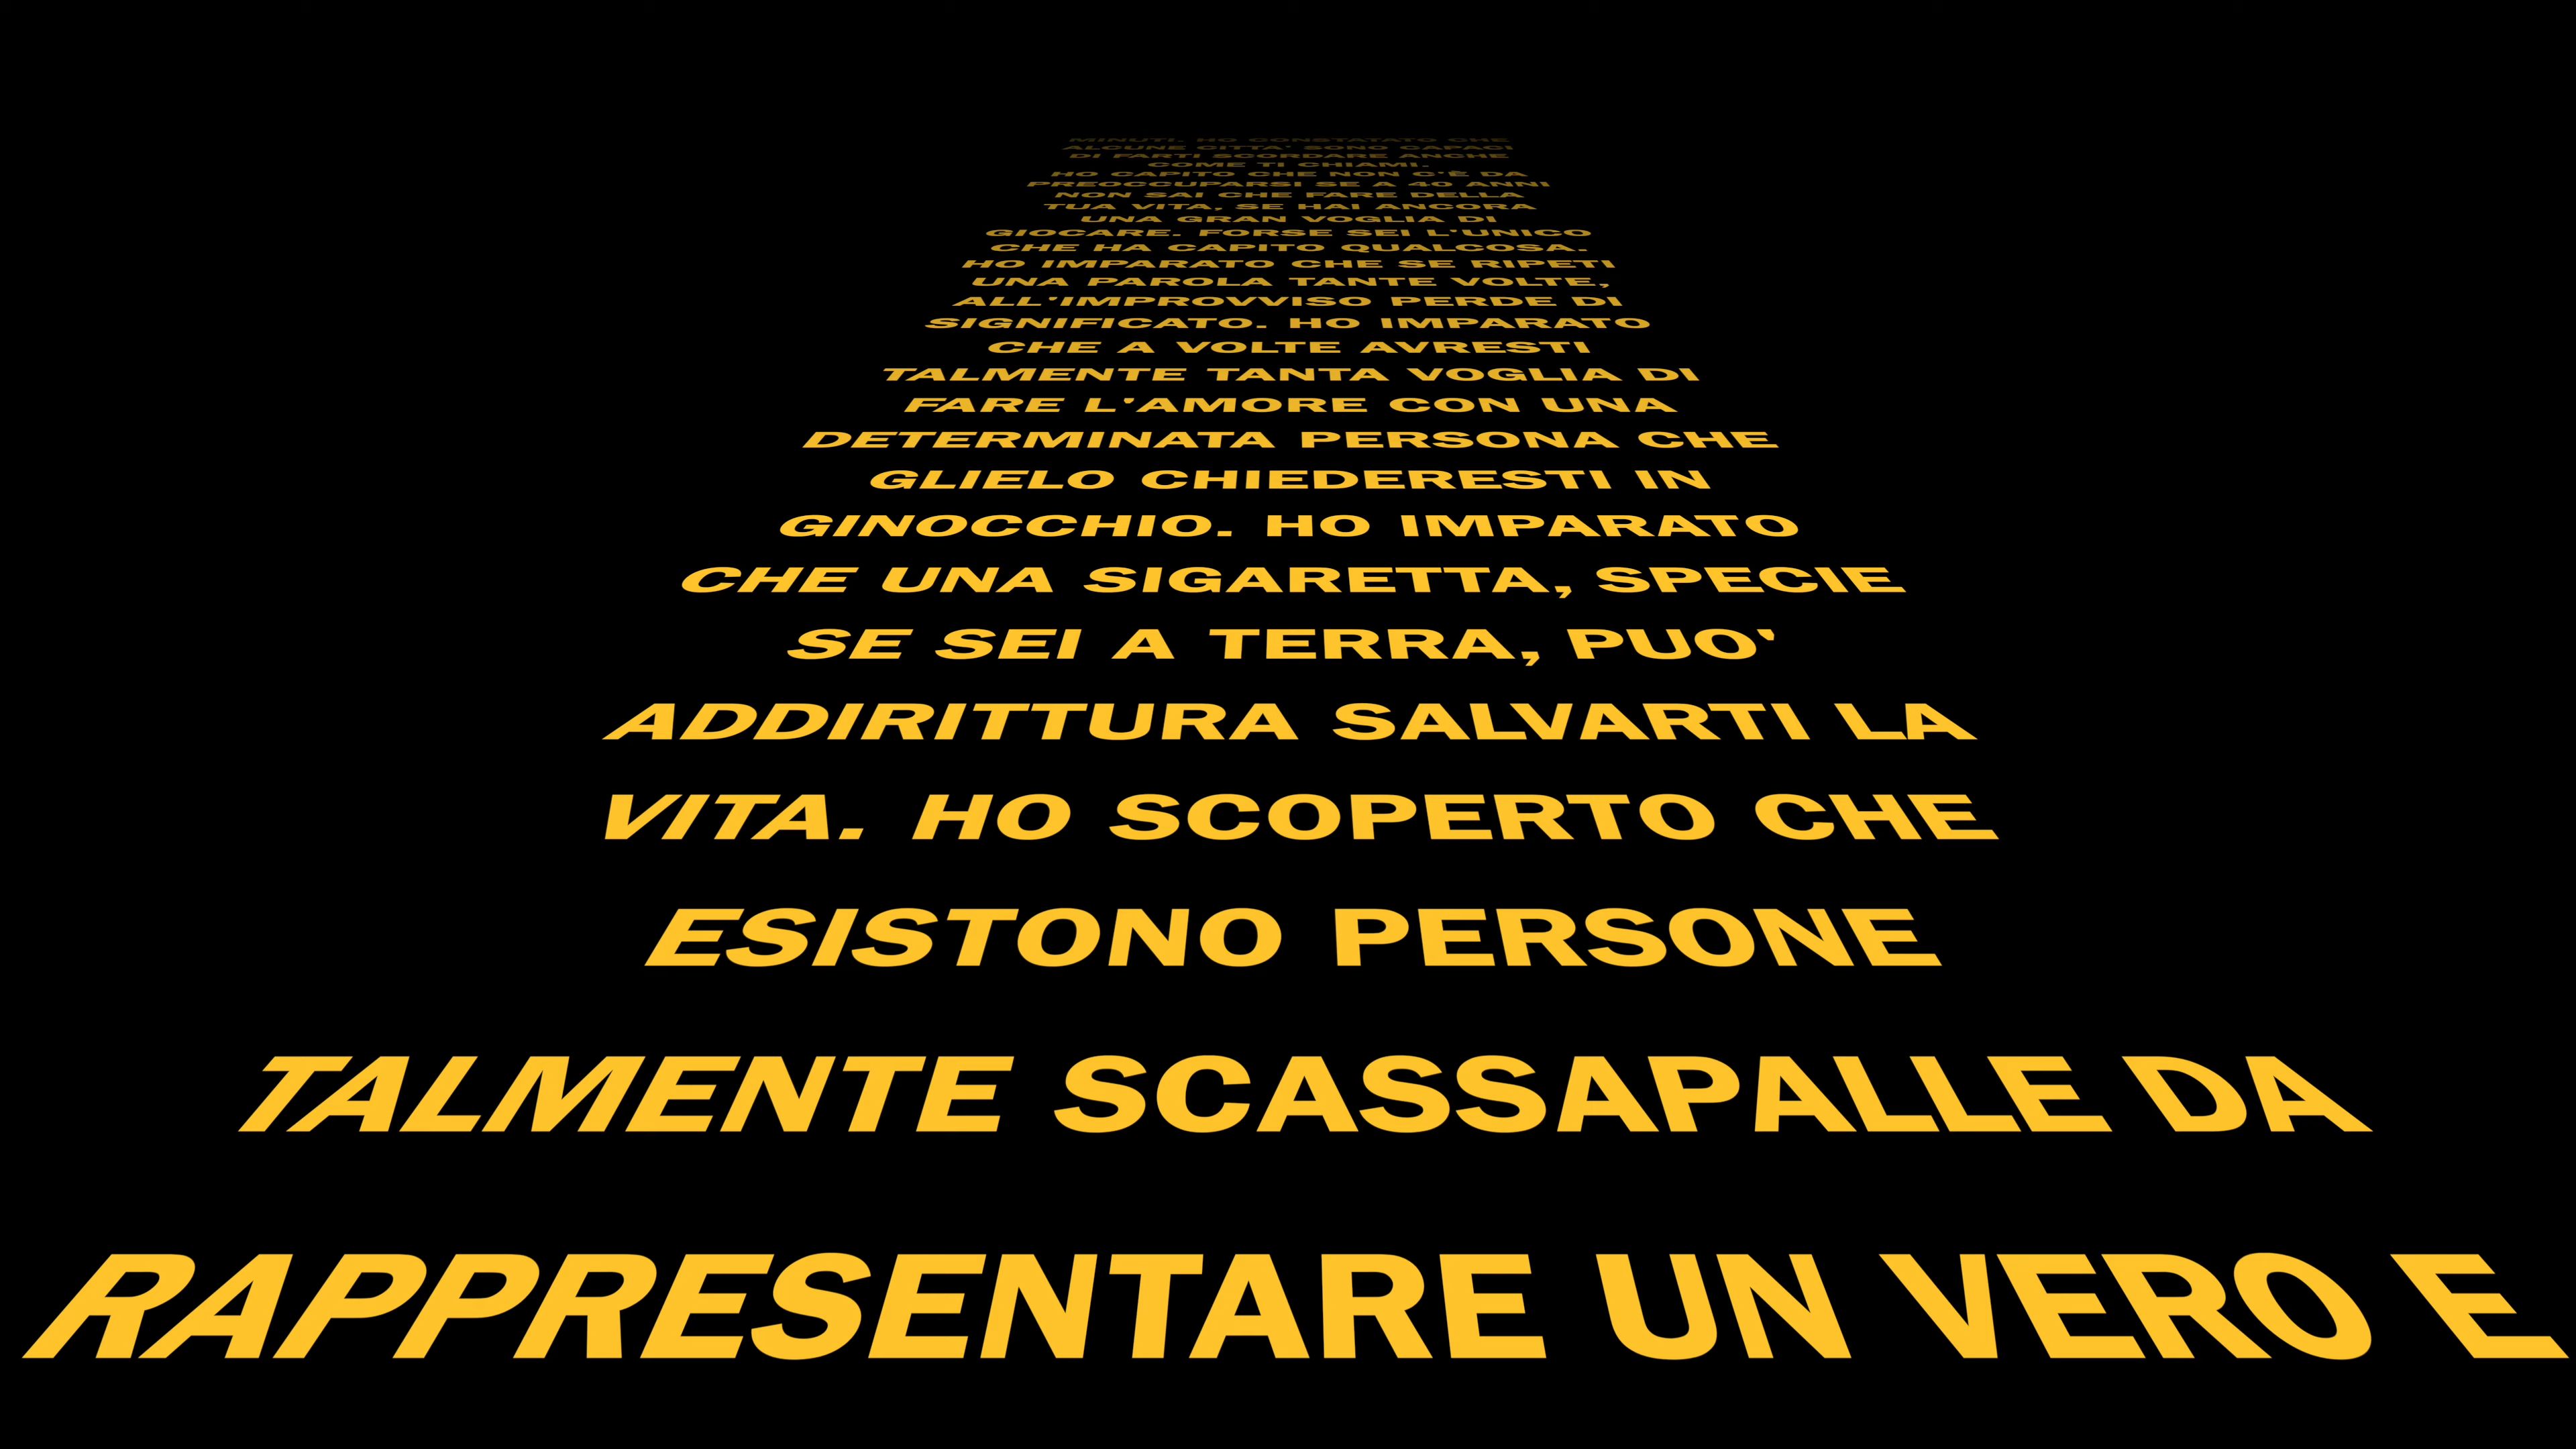 MINUTI. HO CONSTATATO CHE
ALCUNE CITTA' SONO CAPACI
DI FARTI SCORDARE ANCHE
COME TI CHIAMI.
HO CAPITO CHE NON C'È DA
PREOCCUPARSI SE A 40 ANNI
NON SAI CHE FARE DELLA
TUA VITA, SE HAI ANCORA
UNA GRAN VOGLIA DI
GIOCARE. FORSE SEI L'UNICO
CHE HA CAPITO QUALCOSA.
HO IMPARATO CHE SE RIPETI
UNA PAROLA TANTE VOLTE,
ALL'IMPROVVISO PERDE DI
SIGNIFICATO. HO IMPARATO
CHE A VOLTE AVRESTI
TALMENTE TANTA VOGLIA DI
FARE L'AMORE CON UNA
DETERMINATA PERSONA CHE
GLIELO CHIEDERESTI IN
GINOCCHIO. HO IMPARATO
CHE UNA SIGARETTA, SPECIE
SE SEI A TERRA, PUO'
ADDIRITTURA SALVARTI LA
VITA. HO SCOPERTO CHE
ESISTONO PERSONE
TALMENTE SCASSAPALLE DA
RAPPRESENTARE UN VERO E